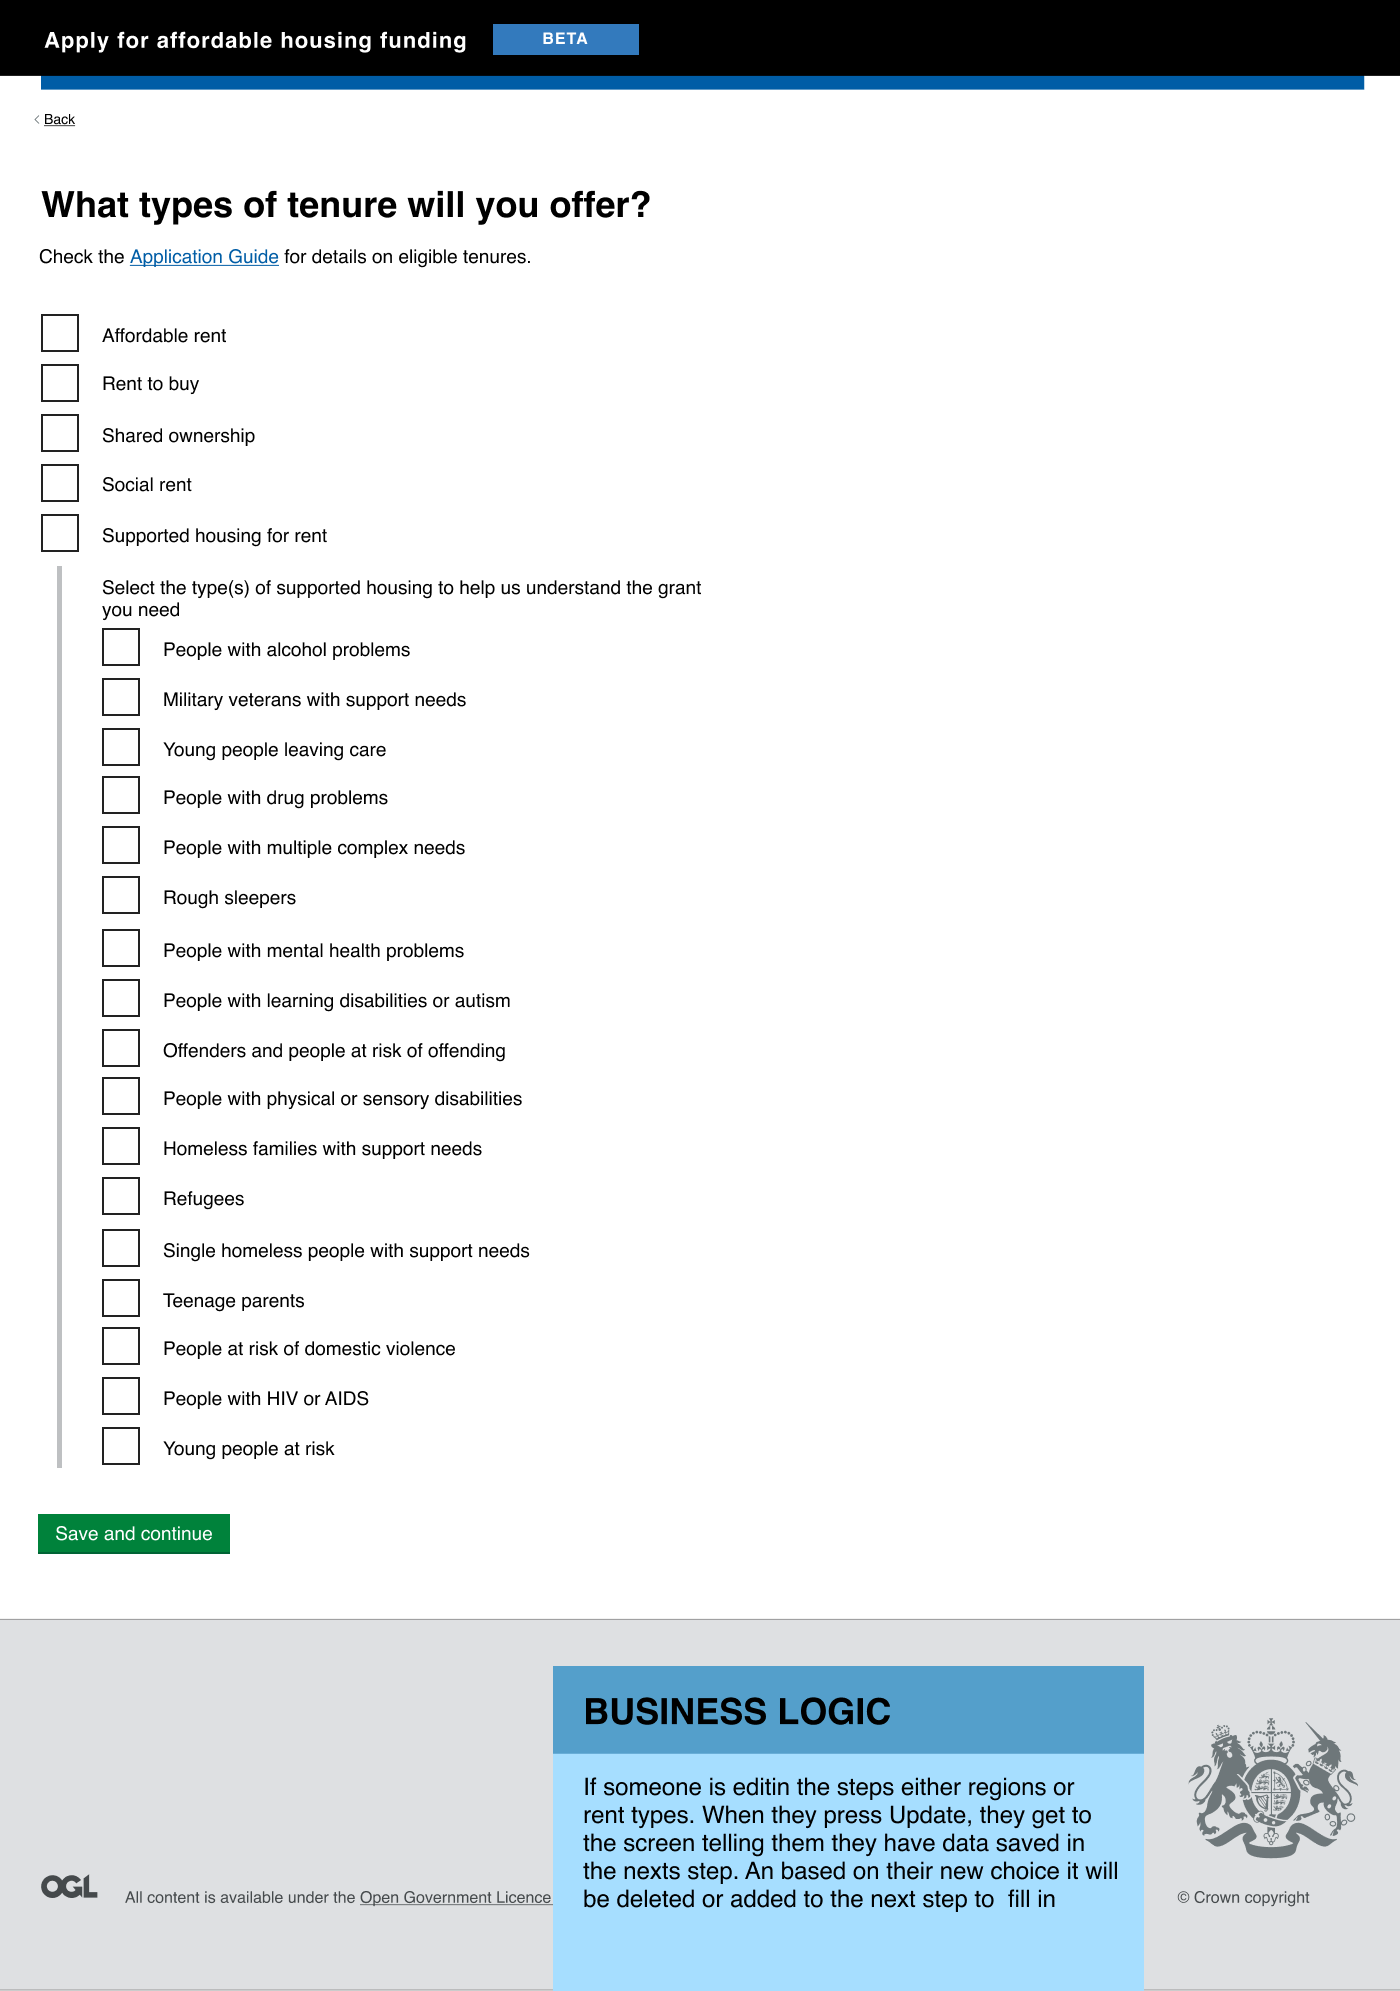 Apply for affordable housing funding BETA
Back
What types of tenure will you offer?
Check the Application Guide for details on eligible tenures.
Affordable rent
Rent to buy
Shared ownership
Social rent
Supported housing for rent
Select the type(s) of supported housing to help us understand the grant
you need
People with alcohol problems
Military veterans with support needs
Young people leaving care
People with drug problems
People with multiple complex needs
Rough sleepers
People with mental health problems
People with learning disabilities or autism
Offenders and people at risk of offending
People with physical or sensory disabilities
Homeless families with support needs
Refugees
Single homeless people with support needs
Teenage parents
People at risk of domestic violence
People with HIV or AIDS
Young people at risk
Save and continue
BUSINESS LOGIC
If someone is editin the steps either regions or
rent types. When they press Update, they get to
the screen telling them they have data saved in
the nexts step. An based on their new choice it will
be deleted or added to the next step to  fill in
OGL All content is available under the Open Government Licence
© Crown copyright